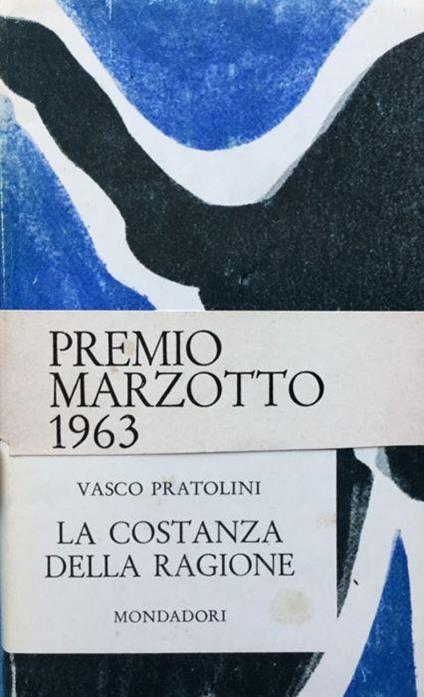 PREMIO
MARZOTTO
1963
VASCO PRATOLINI
LA COSTANZA
DELLA RAGIONE
MONDADORI